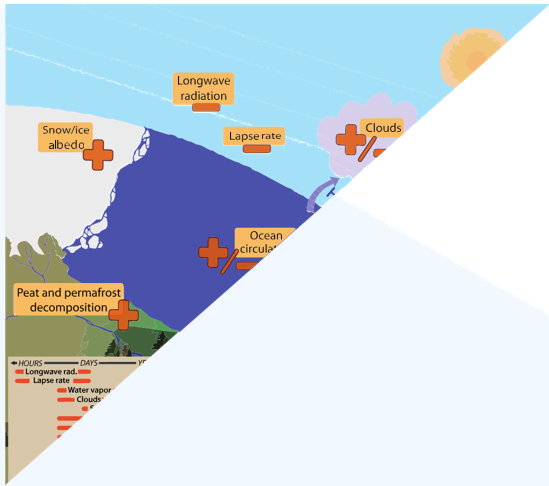 Longwave
radiation
Lapse rate
Clouds
Snow/ice
albedo
Ocean
Peat and permafrost
decomposition
HOURS DAYS
Longwave rad.
Lapse rate
Water vapor
Clouds